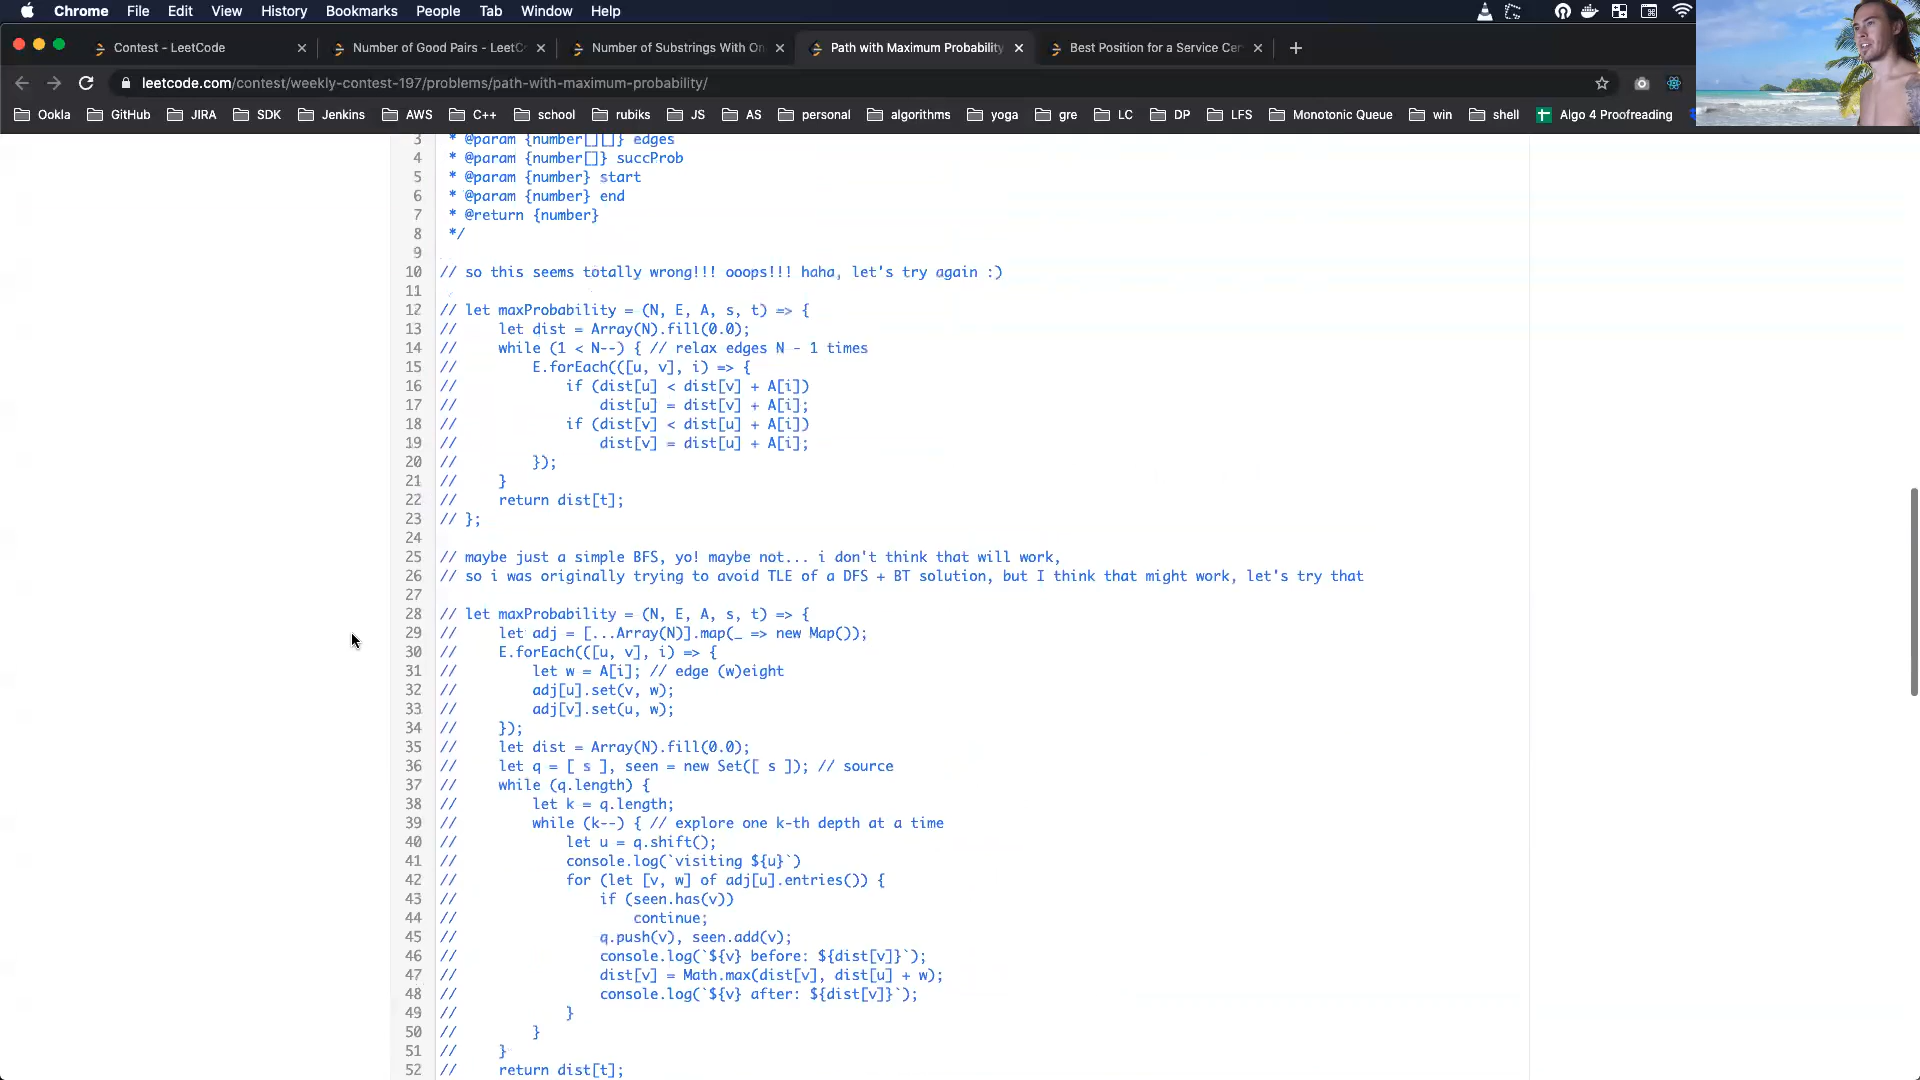 Chrome File Edit View History Bookmarks People Tab Window Help
Contest - LeetCode
Number of Good Pairs - LeetC
Number of Substrings With On
Path with Maximum Probability
Best Position for a Service Cer
leetcode.com/contest/weekly-contest-197/problems/path-with-maximum-probability/
Ookla GitHub JIRA SDK Jenkins AWS C++ school rubiks JS AS personal algorithms yoga gre LC DP LFS Monotonic Queue win shell Algo 4 Proofreading
3 * @param {number[][]} edges
4 * @param {number[]} succProb
5 * @param {number} start
6 * @param {number} end
7 * @return {number}
8 */
9
10 // so this seems totally wrong!!! ooops!!! haha, let's try again :)
11
12 // let maxProbability = (N, E, A, s, t) => {
13 //     let dist = Array(N).fill(0.0);
14 //     while (1 < N--) { // relax edges N - 1 times
15 //         E.forEach(([u, v], i) => {
16 //             if (dist[u] < dist[v] + A[i])
17 //                 dist[u] = dist[v] + A[i];
18 //             if (dist[v] < dist[u] + A[i])
19 //                 dist[v] = dist[u] + A[i];
20 //         });
21 //     }
22 //     return dist[t];
23 // };
24
25 // maybe just a simple BFS, yo! maybe not... i don't think that will work,
26 // so i was originally trying to avoid TLE of a DFS + BT solution, but I think that might work, let's try that
27
28 // let maxProbability = (N, E, A, s, t) => {
29 //     let adj = [...Array(N)].map(_ => new Map());
30 //     E.forEach(([u, v], i) => {
31 //         let w = A[i]; // edge (w)eight
32 //         adj[u].set(v, w);
33 //         adj[v].set(u, w);
34 //     });
35 //     let dist = Array(N).fill(0.0);
36 //     let q = [ s ], seen = new Set([ s ]); // source
37 //     while (q.length) {
38 //         let k = q.length;
39 //         while (k--) { // explore one k-th depth at a time
40 //             let u = q.shift();
41 //             console.log(`visiting ${u}`)
42 //             for (let [v, w] of adj[u].entries()) {
43 //                 if (seen.has(v))
44 //                     continue;
45 //                 q.push(v), seen.add(v);
46 //                 console.log(`${v} before: ${dist[v]}`);
47 //                 dist[v] = Math.max(dist[v], dist[u] + w);
48 //                 console.log(`${v} after: ${dist[v]}`);
49 //             }
50 //         }
51 //     }
52 //     return dist[t];